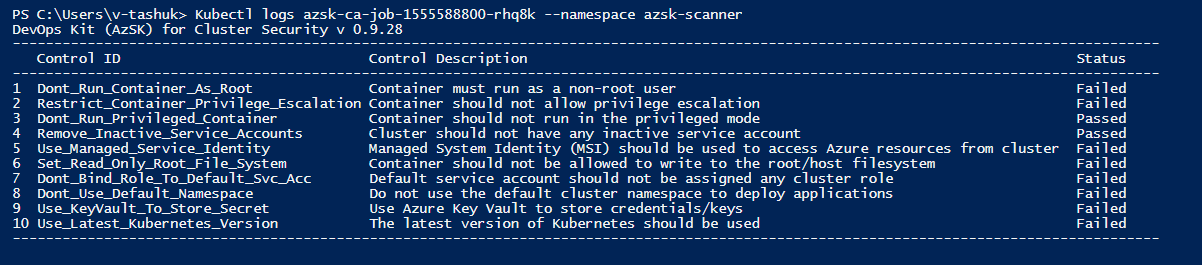 PS C:\Users\v-tashuk> Kubectl logs azsk-ca-job-1555588800-rhq8k --namespace azsk-scanner
DevOps Kit (AzSK) for Cluster Security v 0.9.28
Control ID Control Description Status
1 Dont_Run_Container_As_Root Container must run as a non-root user Failed
2 Restrict_Container_Privilege_Escalation Container should not allow privilege escalation Failed
3 Dont_Run_Privileged_Container Container should not run in the privileged mode Passed
4 Remove_Inactive_Service_Accounts Cluster should not have any inactive service account Passed
5 Use_Managed_Service_Identity Managed System Identity (MSI) should be used to access Azure resources from cluster Failed
6 Set_Read_Only_Root_File_System Container should not be allowed to write to the root/host filesystem Failed
7 Dont_Bind_Role_To_Default_Svc_Acc Default service account should not be assigned any cluster role Failed
8 Dont_Use_Default_Namespace Do not use the default cluster namespace to deploy applications Failed
9 Use_KeyVault_To_Store_Secret Use Azure Key Vault to store credentials/keys Failed
10 Use_Latest_Kubernetes_Version The latest version of Kubernetes should be used Failed